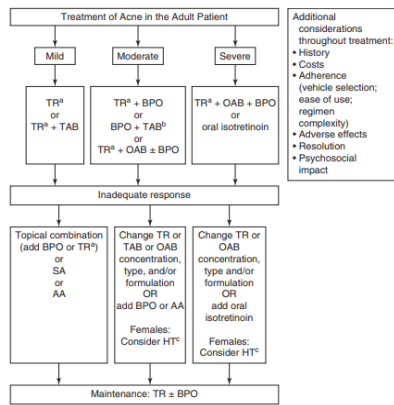 Treatment of Acne in the Adult Patient
Mild
Moderate
Severe
TRᵃ
or
TRᵃ + TAB
TRᵃ + BPO
or
BPO + TABᵇ
or
TRᵃ + OAB ± BPO
TRᵃ + OAB + BPO
or
oral isotretinoin
Inadequate response
Topical combination
(add BPO or TRᵃ)
or
SA
or
AA
Change TR or
TAB or OAB
concentration,
type, and/or
formulation
OR
add BPO or AA
Females:
Consider HTᶜ
Change TR or
OAB
concentration,
type and/or
formulation
OR
add oral
isotretinoin
Females:
Consider HTᶜ
Maintenance: TR ± BPO
Additional
considerations
throughout treatment:
• History
• Costs
• Adherence
(vehicle selection;
ease of use;
regimen
complexity)
• Adverse effects
• Resolution
• Psychosocial
impact